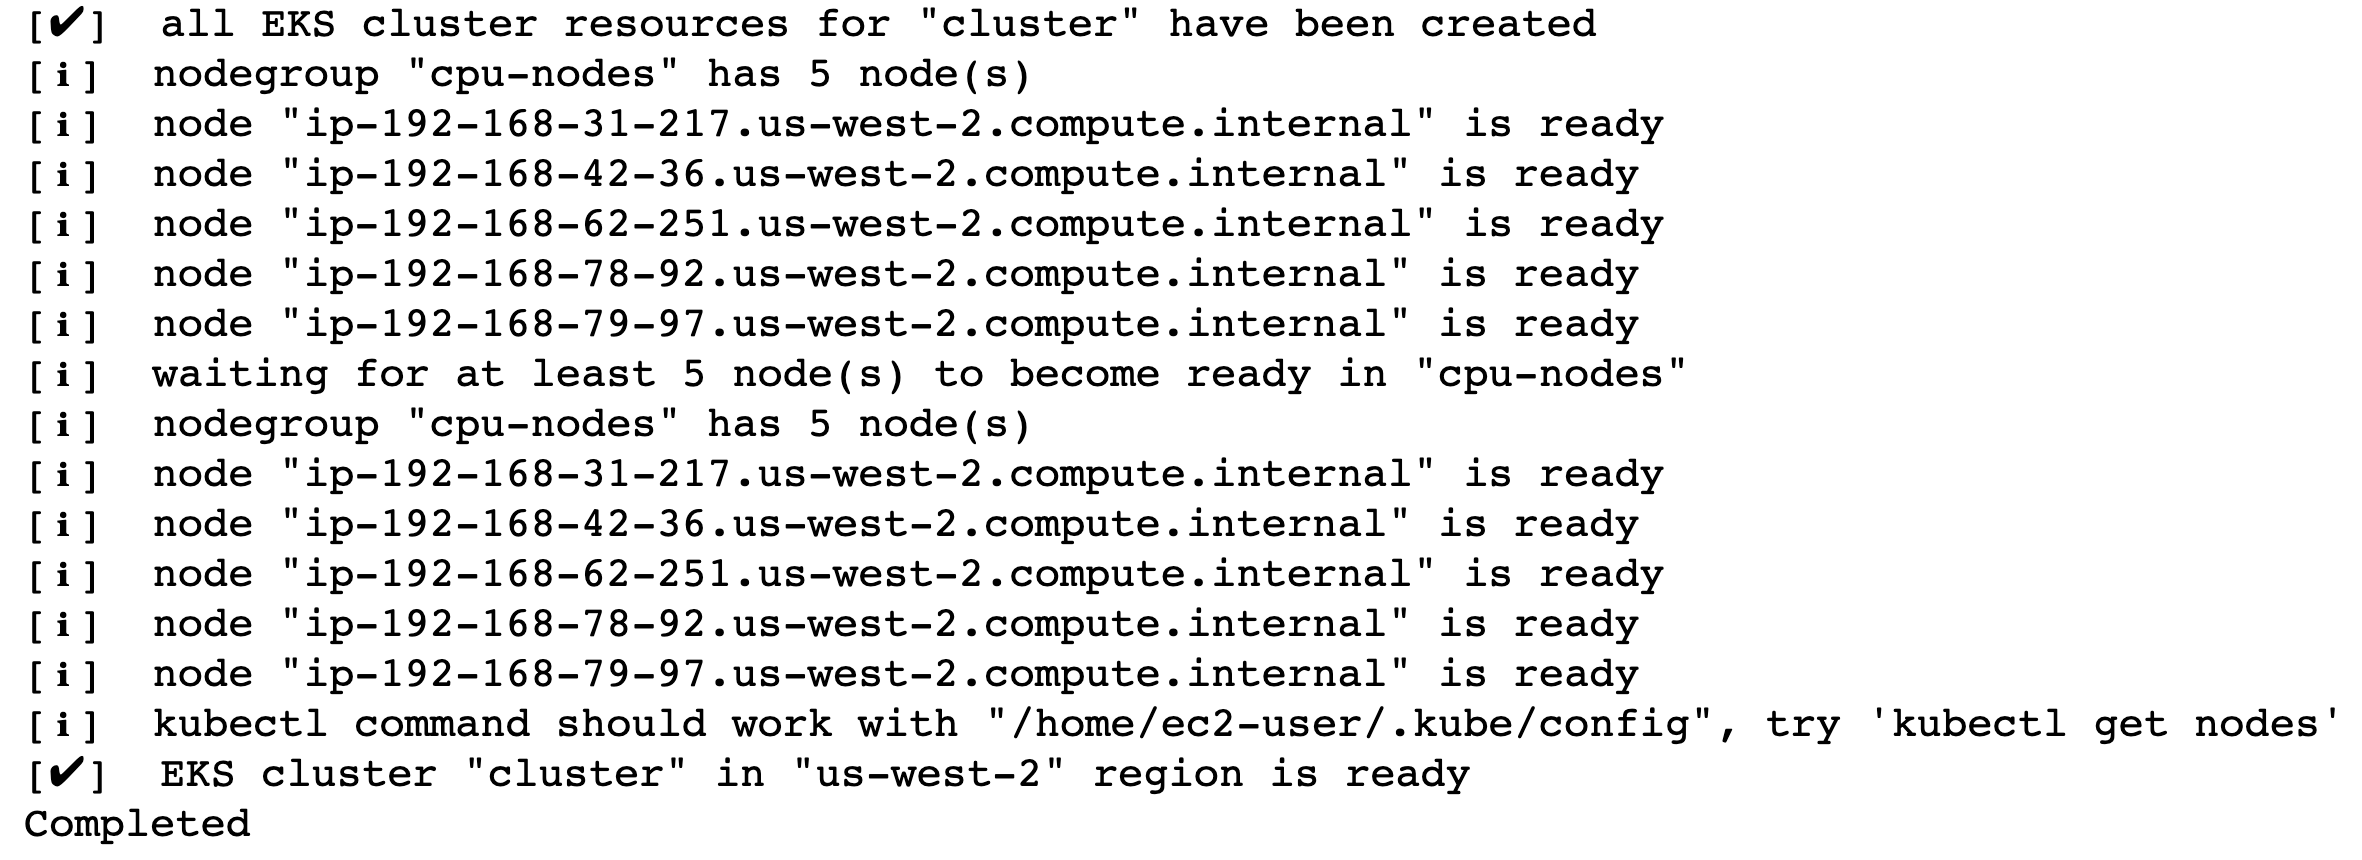 [✔]  all EKS cluster resources for "cluster" have been created
[ℹ]  nodegroup "cpu-nodes" has 5 node(s)
[ℹ]  node "ip-192-168-31-217.us-west-2.compute.internal" is ready
[ℹ]  node "ip-192-168-42-36.us-west-2.compute.internal" is ready
[ℹ]  node "ip-192-168-62-251.us-west-2.compute.internal" is ready
[ℹ]  node "ip-192-168-78-92.us-west-2.compute.internal" is ready
[ℹ]  node "ip-192-168-79-97.us-west-2.compute.internal" is ready
[ℹ]  waiting for at least 5 node(s) to become ready in "cpu-nodes"
[ℹ]  nodegroup "cpu-nodes" has 5 node(s)
[ℹ]  node "ip-192-168-31-217.us-west-2.compute.internal" is ready
[ℹ]  node "ip-192-168-42-36.us-west-2.compute.internal" is ready
[ℹ]  node "ip-192-168-62-251.us-west-2.compute.internal" is ready
[ℹ]  node "ip-192-168-78-92.us-west-2.compute.internal" is ready
[ℹ]  node "ip-192-168-79-97.us-west-2.compute.internal" is ready
[ℹ]  kubectl command should work with "/home/ec2-user/.kube/config", try 'kubectl get nodes'
[✔]  EKS cluster "cluster" in "us-west-2" region is ready
Completed